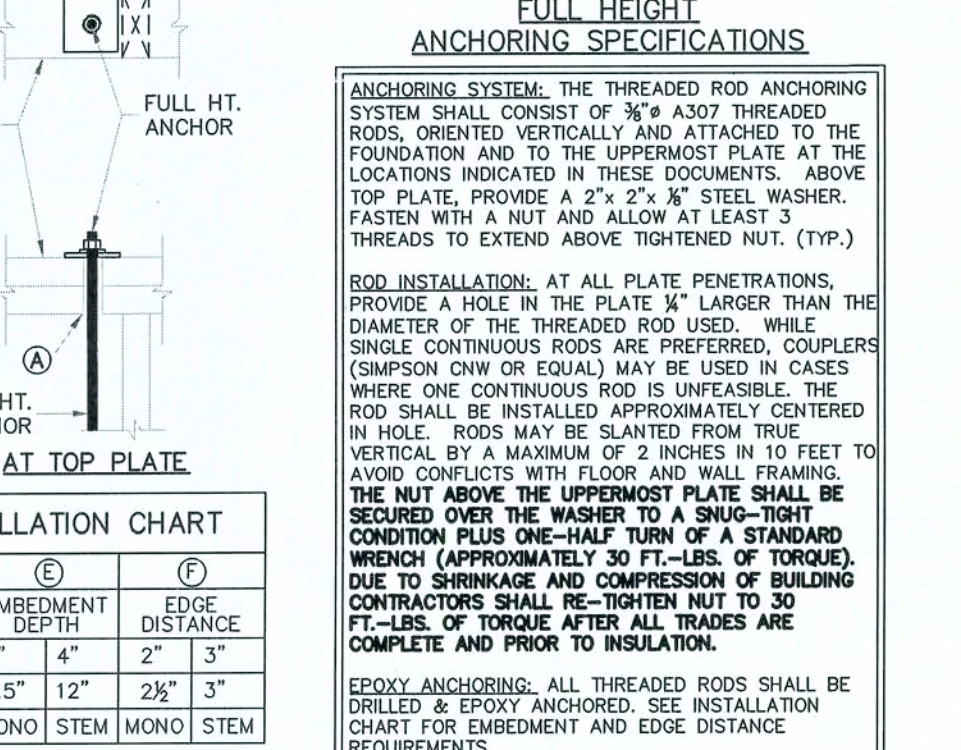 FULL HEIGHT
ANCHORING SPECIFICATIONS
FULL HT.
ANCHOR
A
HT.
AT TOP PLATE
CHART
E F
DEPTH EDGE DISTANCE
4" 2" 3"
12" 2½" 3"
STEM MONO STEM
ANCHORING SYSTEM: THE THREADED ROD ANCHORING
SYSTEM SHALL CONSIST OF ⅜"ø A307 THREADED
RODS, ORIENTED VERTICALLY AND ATTACHED TO THE
FOUNDATION AND TO THE UPPERMOST PLATE AT THE
LOCATIONS INDICATED IN THESE DOCUMENTS. ABOVE
TOP PLATE, PROVIDE A 2"x 2"x ⅛" STEEL WASHER.
FASTEN WITH A NUT AND ALLOW AT LEAST 3
THREADS TO EXTEND ABOVE TIGHTENED NUT. (TYP.)
ROD INSTALLATION: AT ALL PLATE PENETRATIONS,
PROVIDE A HOLE IN THE PLATE ¼" LARGER THAN THE
DIAMETER OF THE THREADED ROD USED. WHILE
SINGLE CONTINUOUS RODS ARE PREFERRED, COUPLERS
(SIMPSON CNW OR EQUAL) MAY BE USED IN CASES
WHERE ONE CONTINUOUS ROD IS UNFEASIBLE. THE
ROD SHALL BE INSTALLED APPROXIMATELY CENTERED
IN HOLE. RODS MAY BE SLANTED FROM TRUE
VERTICAL BY A MAXIMUM OF 2 INCHES IN 10 FEET TO
AVOID CONFLICTS WITH FLOOR AND WALL FRAMING.
THE NUT ABOVE THE UPPERMOST PLATE SHALL BE
SECURED OVER THE WASHER TO A SNUG-TIGHT
CONDITION PLUS ONE-HALF TURN OF A STANDARD
WRENCH (APPROXIMATELY 30 FT.-LBS. OF TORQUE).
DUE TO SHRINKAGE AND COMPRESSION OF BUILDING
CONTRACTORS SHALL RE-TIGHTEN NUT TO 30
FT.-LBS. OF TORQUE AFTER ALL TRADES ARE
COMPLETE AND PRIOR TO INSULATION.
EPOXY ANCHORING: ALL THREADED RODS SHALL BE
DRILLED & EPOXY ANCHORED. SEE INSTALLATION
CHART FOR EMBEDMENT AND EDGE DISTANCE
REQUIREMENTS